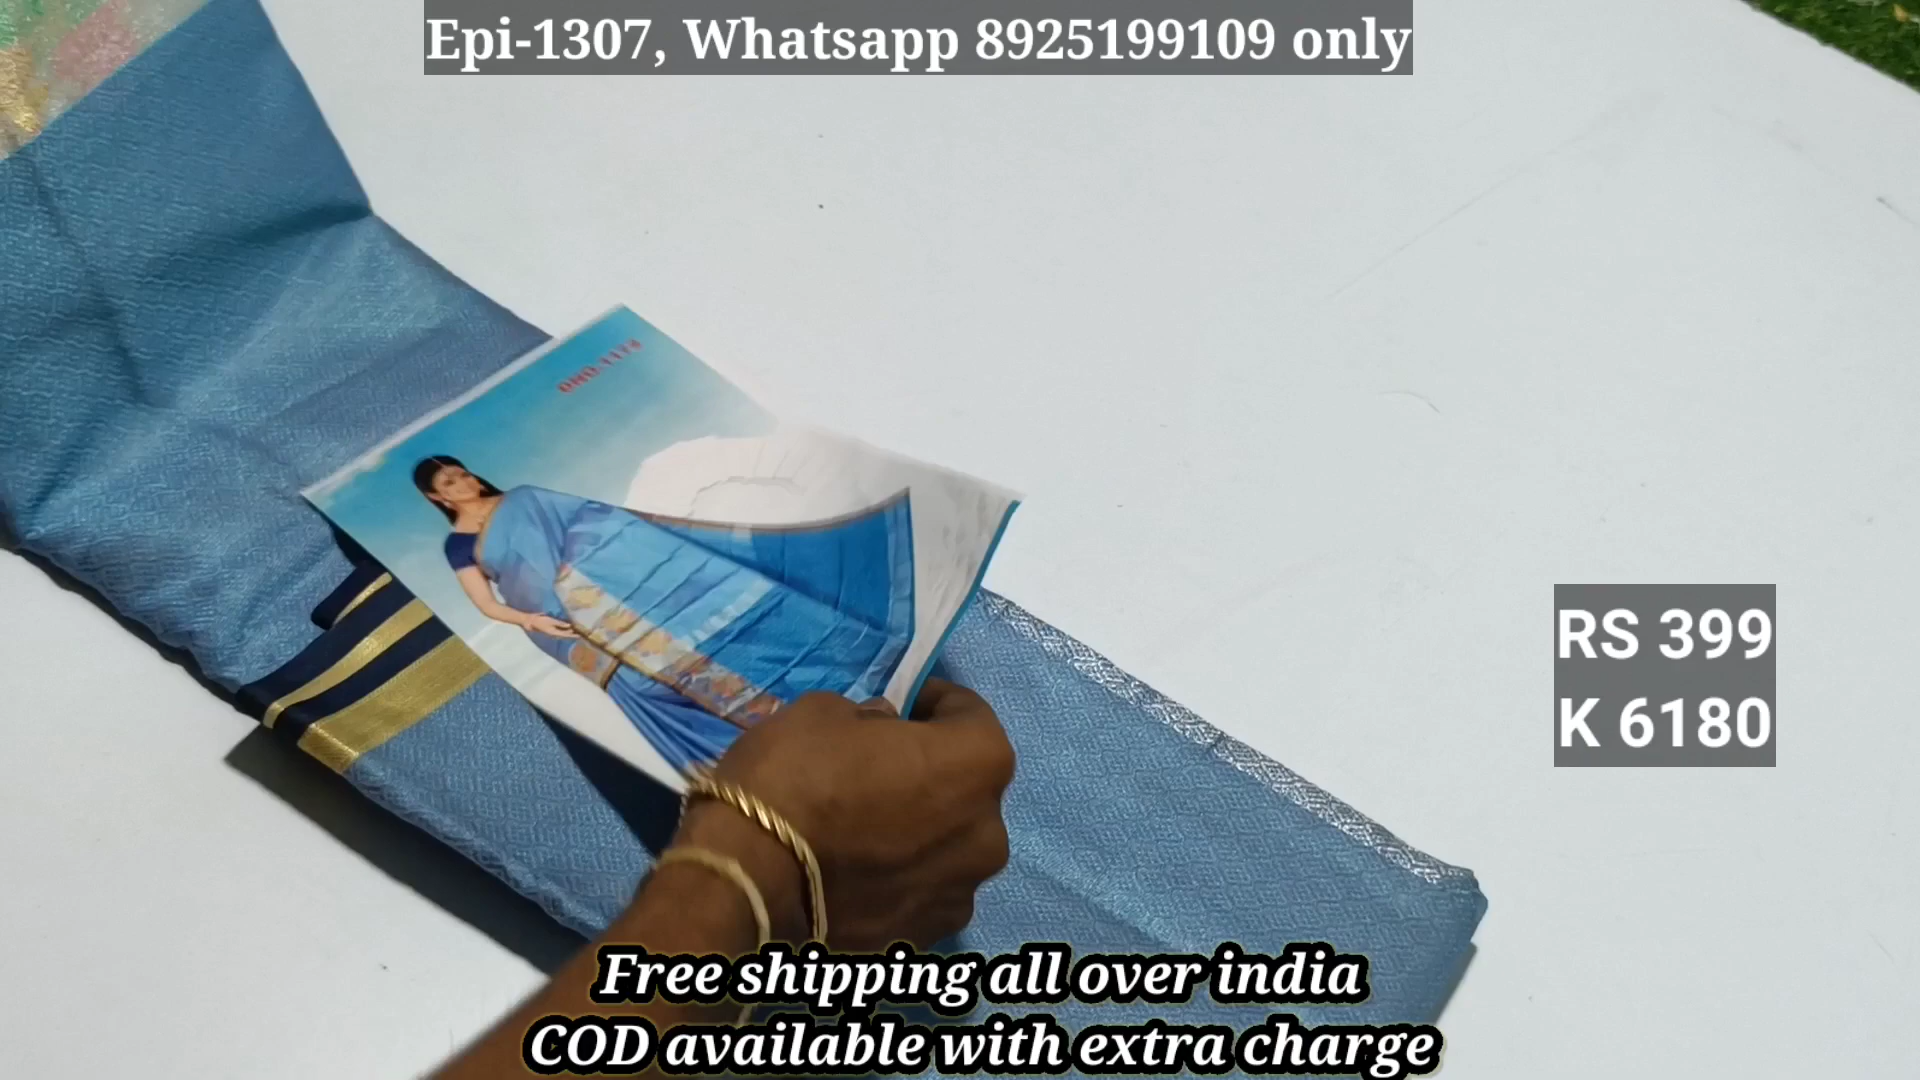 Epi-1307, Whatsapp 8925199109 only
RS 399
K 6180
Free shipping all over india
COD available with extra charge